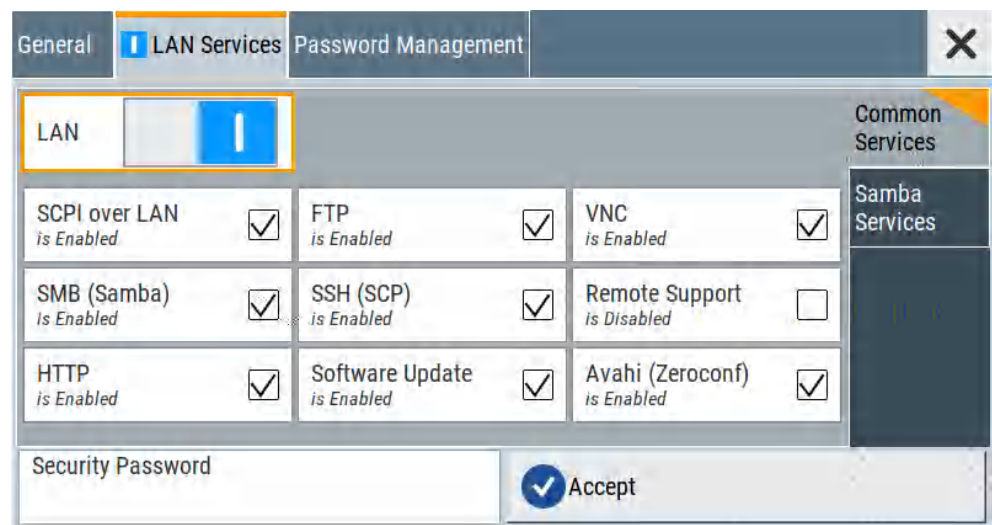 General LAN Services Password Management
LAN
Common
Services
Samba
Services
SCPI over LAN
is Enabled
FTP
is Enabled
VNC
is Enabled
SMB (Samba)
is Enabled
SSH (SCP)
is Enabled
Remote Support
is Disabled
HTTP
is Enabled
Software Update
is Enabled
Avahi (Zeroconf)
is Enabled
Security Password
Accept